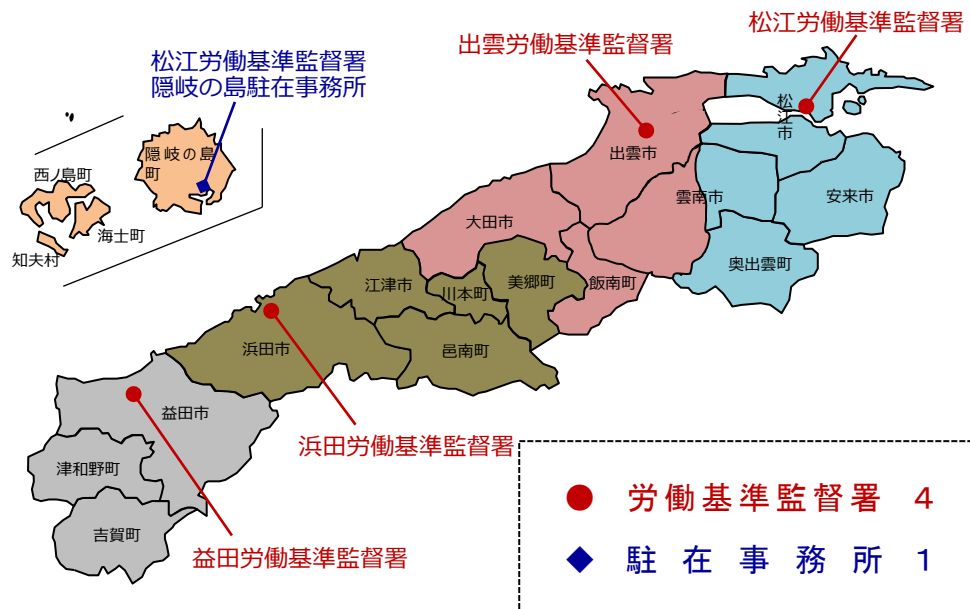 松江労働基準監督署
出雲労働基準監督署
松江労働基準監督署
隠岐の島駐在事務所
松江市
隠岐の島
町
出雲市
西ノ島町
雲南市
安来市
大田市
海士町
知夫村
奥出雲町
美郷町
飯南町
江津市
川本町
浜田市
邑南町
益田市
浜田労働基準監督署
津和野町
吉賀町
益田労働基準監督署
労働基準監督署 4
駐在事務所 1